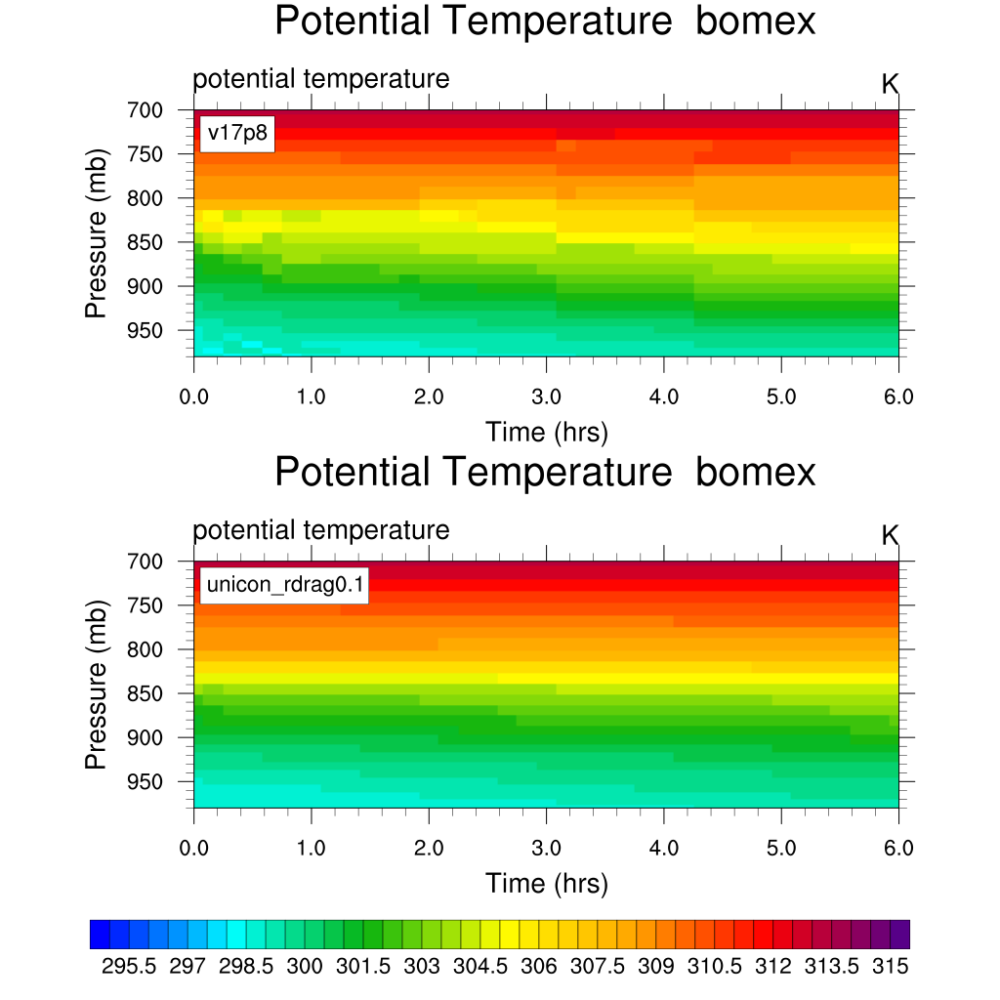 Potential Temperature bomex
potential temperature K
700
v17p8
750
800
850
900
950
Pressure (mb)
0.0 1.0 2.0 3.0 4.0 5.0 6.0
Time (hrs)
Potential Temperature bomex
potential temperature K
700
unicon_rdrag0.1
750
800
850
900
950
Pressure (mb)
0.0 1.0 2.0 3.0 4.0 5.0 6.0
Time (hrs)
295.5 297 298.5 300 301.5 303 304.5 306 307.5 309 310.5 312 313.5 315